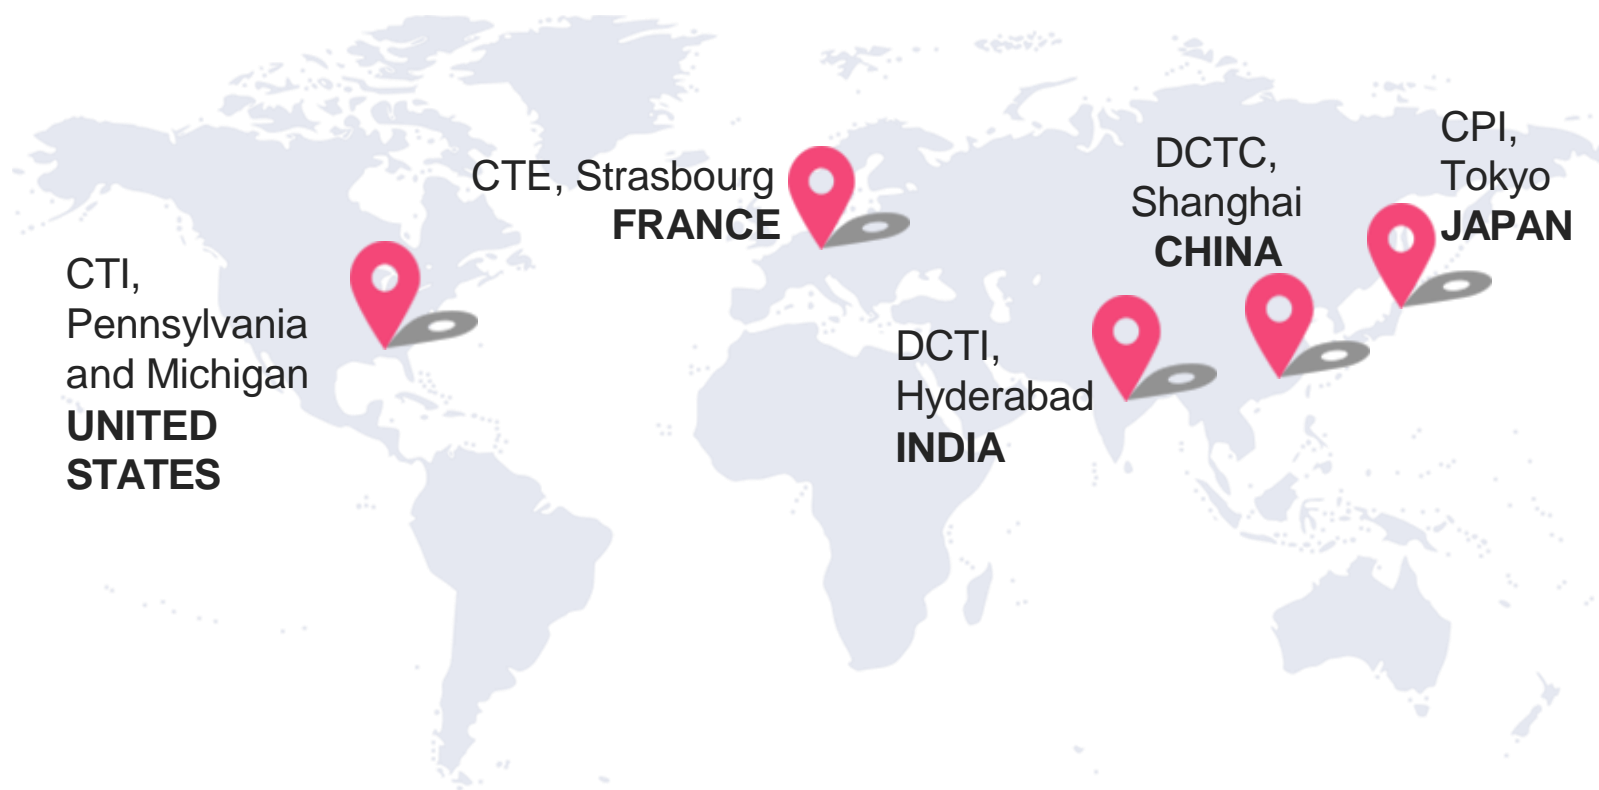 CTI,
Pennsylvania
and Michigan
UNITED
STATES
CTE, Strasbourg
FRANCE
DCTI,
Hyderabad
INDIA
DCTC,
Shanghai
CHINA
CPI,
Tokyo
JAPAN